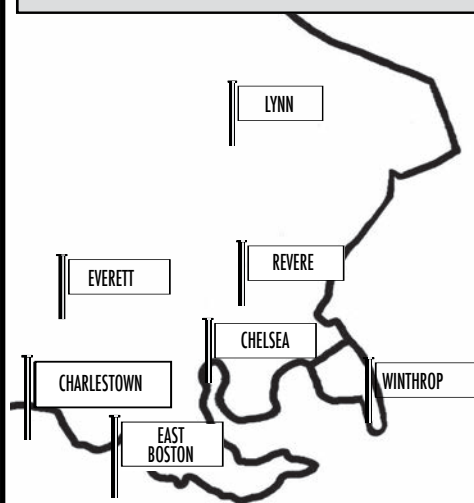 LYNN
REVERE
EVERETT
CHELSEA
CHARLESTOWN
WINTHROP
EAST
BOSTON